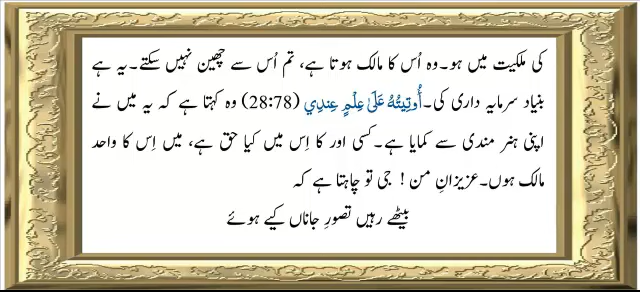 کی ملکیت میں ہو۔وہ اُس کا مالک ہوتا ہے، تم اُس سے چھین نہیں سکتے۔یہ ہے
بنیاد سرمایہ داری کی۔أُوتِيتُهُ عَلَىٰ عِلْمٍ عِندِي (28:78) وہ کہتا ہے کہ یہ میں نے
اپنی ہنر مندی سے کمایا ہے۔کسی اور کا اِس میں کیا حق ہے، میں اِس کا واحد
مالک ہوں۔عزیزانِ من! جی تو چاہتا ہے کہ
بیٹھے رہیں تصورِ جاناں کیے ہوئے